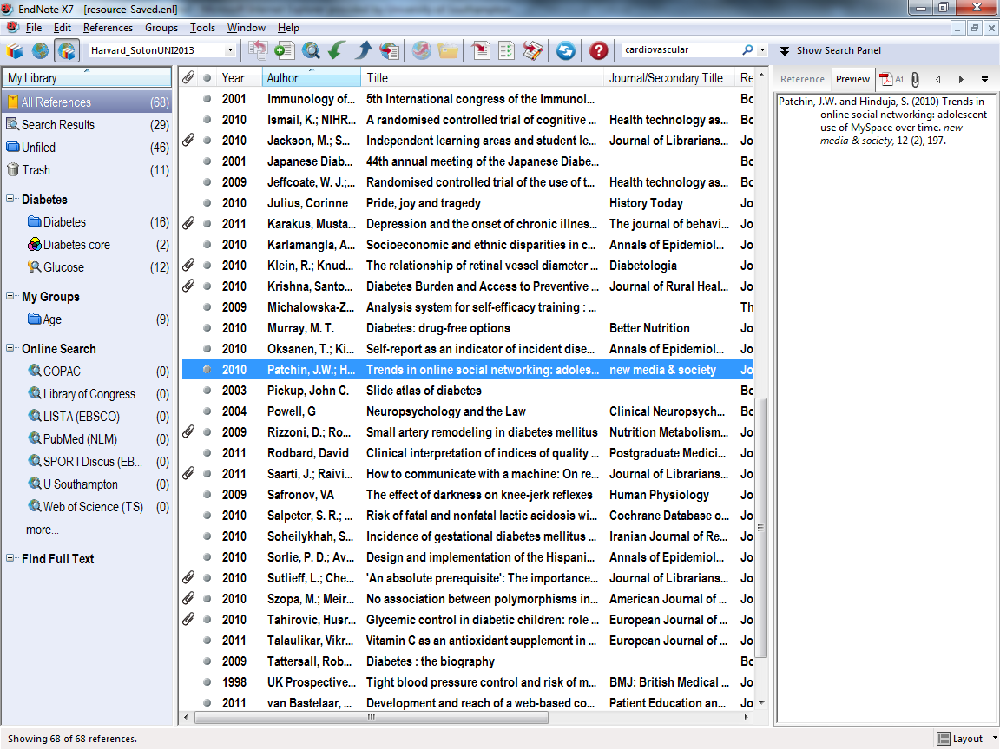 EndNote X7 - [resource-Saved.enl]
File Edit References Groups Tools Window Help
Harvard_SotonUNI2013
cardiovascular
Show Search Panel
My Library
All References (68)
Search Results (29)
Unfiled (46)
Trash (11)
Diabetes
Diabetes (16)
Diabetes core (2)
Glucose (12)
My Groups
Age (9)
Online Search
COPAC (0)
Library of Congress (0)
LISTA (EBSCO) (0)
PubMed (NLM) (0)
SPORTDiscus (EB... (0)
U Southampton (0)
Web of Science (TS) (0)
more...
Find Full Text
Year Author Title Journal/Secondary Title Re
2001 Immunology of... 5th International congress of the Immunol... Bo
2010 Ismail, K.; NIHR... A randomised controlled trial of cognitive ... Health technology as... Jo
2010 Jackson, M.; S... Independent learning areas and student le... Journal of Librarians... Jo
2001 Japanese Diab... 44th annual meeting of the Japanese Diabe... Bo
2009 Jeffcoate, W. J.;... Randomised controlled trial of the use of t... Health technology as... Jo
2010 Julius, Corinne Pride, joy and tragedy History Today Jo
2011 Karakus, Musta... Depression and the onset of chronic illnes... The journal of behavi... Jo
2010 Karlamangla, A... Socioeconomic and ethnic disparities in c... Annals of Epidemiol... Jo
2010 Klein, R.; Knud... The relationship of retinal vessel diameter ... Diabetologia Jo
2010 Krishna, Santo... Diabetes Burden and Access to Preventive ... Journal of Rural Heal... Jo
2009 Michalowska-Z... Analysis system for self-efficacy training : ... Th
2010 Murray, M. T. Diabetes: drug-free options Better Nutrition Jo
2010 Oksanen, T.; Ki... Self-report as an indicator of incident dise... Annals of Epidemiol... Jo
2010 Patchin, J.W.; H... Trends in online social networking: adoles... new media & society Jo
2003 Pickup, John C. Slide atlas of diabetes Bo
2004 Powell, G Neuropsychology and the Law Clinical Neuropsych... Bo
2009 Rizzoni, D.; Ro... Small artery remodeling in diabetes mellitus Nutrition Metabolism... Jo
2011 Rodbard, David Clinical interpretation of indices of quality ... Postgraduate Medici... Jo
2011 Saarti, J.; Raivi... How to communicate with a machine: On re... Journal of Librarians... Jo
2009 Safronov, VA The effect of darkness on knee-jerk reflexes Human Physiology Jo
2010 Salpeter, S. R.; ... Risk of fatal and nonfatal lactic acidosis wi... Cochrane Database o... Jo
2010 Soheilykhah, S... Incidence of gestational diabetes mellitus ... Iranian Journal of Re... Jo
2010 Sorlie, P. D.; Av... Design and implementation of the Hispani... Annals of Epidemiol... Jo
2010 Sutlieff, L.; Che... 'An absolute prerequisite': The importance... Journal of Librarians... Jo
2010 Szopa, M.; Meir... No association between polymorphisms in... American Journal of ... Jo
2010 Tahirovic, Husr... Glycemic control in diabetic children: role ... European Journal of ... Jo
2011 Talaulikar, Vikr... Vitamin C as an antioxidant supplement in ... European Journal of ... Jo
2009 Tattersall, Rob... Diabetes : the biography Bo
1998 UK Prospective... Tight blood pressure control and risk of m... BMJ: British Medical ... Jo
2011 van Bastelaar, ... Development and reach of a web-based co... Patient Education an... Jo
Reference Preview
Patchin, J.W. and Hinduja, S. (2010) Trends in
online social networking: adolescent
use of MySpace over time. new
media & society, 12 (2), 197.
Showing 68 of 68 references.
Layout